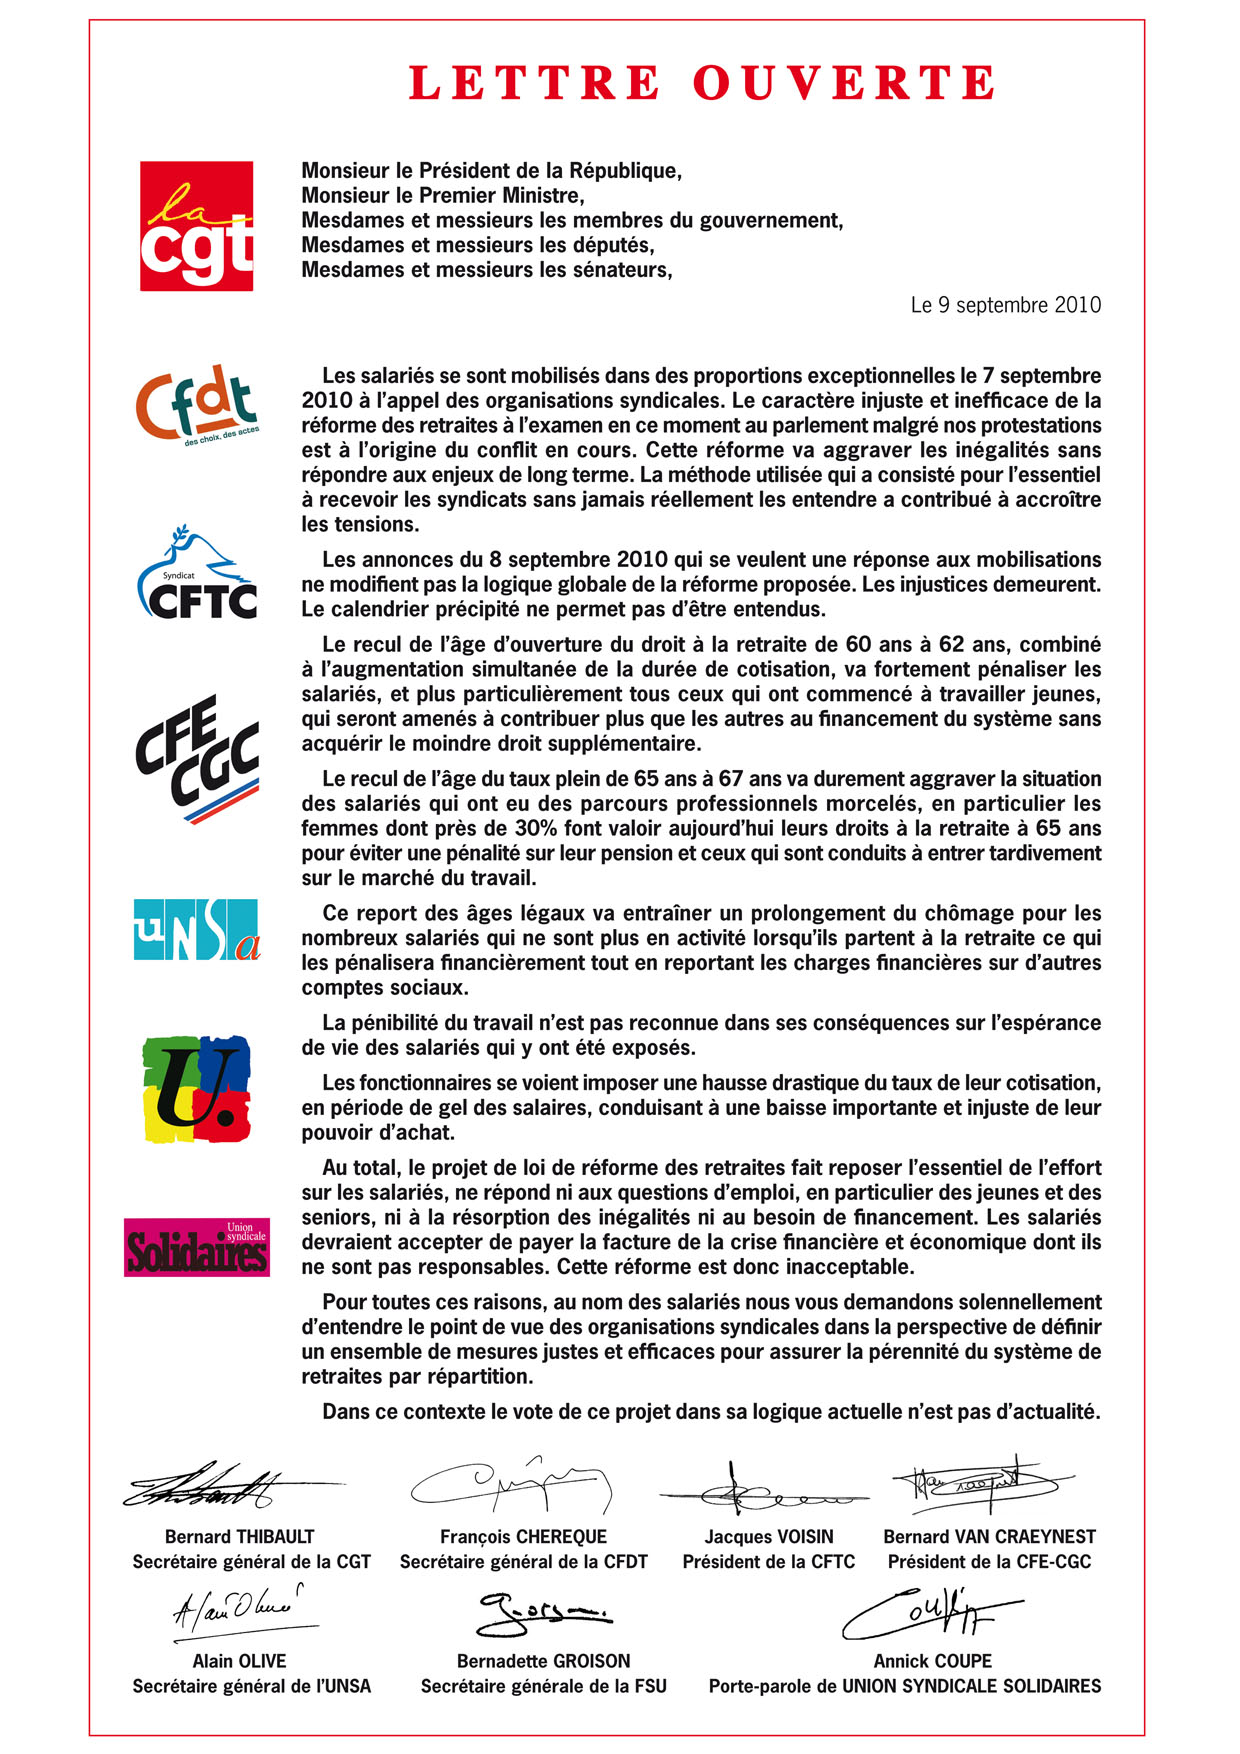 LETTRE OUVERTE
la
cgt
Monsieur le Président de la République,
Monsieur le Premier Ministre,
Mesdames et messieurs les membres du gouvernement,
Mesdames et messieurs les députés,
Mesdames et messieurs les sénateurs,
Le 9 septembre 2010
Cfdt
des choix, des actes
Les salariés se sont mobilisés dans des proportions exceptionnelles le 7 septembre
2010 à l’appel des organisations syndicales. Le caractère injuste et inefficace de la
réforme des retraites à l’examen en ce moment au parlement malgré nos protestations
est à l’origine du conflit en cours. Cette réforme va aggraver les inégalités sans
répondre aux enjeux de long terme. La méthode utilisée qui a consisté pour l’essentiel
à recevoir les syndicats sans jamais réellement les entendre a contribué à accroître
les tensions.
Syndicat
CFTC
Les annonces du 8 septembre 2010 qui se veulent une réponse aux mobilisations
ne modifient pas la logique globale de la réforme proposée. Les injustices demeurent.
Le calendrier précipité ne permet pas d’être entendus.
Le recul de l’âge d’ouverture du droit à la retraite de 60 ans à 62 ans, combiné
à l’augmentation simultanée de la durée de cotisation, va fortement pénaliser les
salariés, et plus particulièrement tous ceux qui ont commencé à travailler jeunes,
qui seront amenés à contribuer plus que les autres au financement du système sans
acquérir le moindre droit supplémentaire.
CFE
CGC
Le recul de l’âge du taux plein de 65 ans à 67 ans va durement aggraver la situation
des salariés qui ont eu des parcours professionnels morcelés, en particulier les
femmes dont près de 30% font valoir aujourd’hui leurs droits à la retraite à 65 ans
pour éviter une pénalité sur leur pension et ceux qui sont conduits à entrer tardivement
sur le marché du travail.
uNSa
Ce report des âges légaux va entraîner un prolongement du chômage pour les
nombreux salariés qui ne sont plus en activité lorsqu’ils partent à la retraite ce qui
les pénalisera financièrement tout en reportant les charges financières sur d’autres
comptes sociaux.
La pénibilité du travail n’est pas reconnue dans ses conséquences sur l’espérance
de vie des salariés qui y ont été exposés.
U.
Les fonctionnaires se voient imposer une hausse drastique du taux de leur cotisation,
en période de gel des salaires, conduisant à une baisse importante et injuste de leur
pouvoir d’achat.
Au total, le projet de loi de réforme des retraites fait reposer l’essentiel de l’effort
sur les salariés, ne répond ni aux questions d’emploi, en particulier des jeunes et des
seniors, ni à la résorption des inégalités ni au besoin de financement. Les salariés
devraient accepter de payer la facture de la crise financière et économique dont ils
ne sont pas responsables. Cette réforme est donc inacceptable.
Union
syndicale
Solidaires
Pour toutes ces raisons, au nom des salariés nous vous demandons solennellement
d’entendre le point de vue des organisations syndicales dans la perspective de définir
un ensemble de mesures justes et efficaces pour assurer la pérennité du système de
retraites par répartition.
Dans ce contexte le vote de ce projet dans sa logique actuelle n’est pas d’actualité.
Bernard THIBAULT
Secrétaire général de la CGT
François CHEREQUE
Secrétaire général de la CFDT
Jacques VOISIN
Président de la CFTC
Bernard VAN CRAEYNEST
Président de la CFE-CGC
Alain OLIVE
Secrétaire général de l’UNSA
Bernadette GROISON
Secrétaire générale de la FSU
Annick COUPE
Porte-parole de UNION SYNDICALE SOLIDAIRES